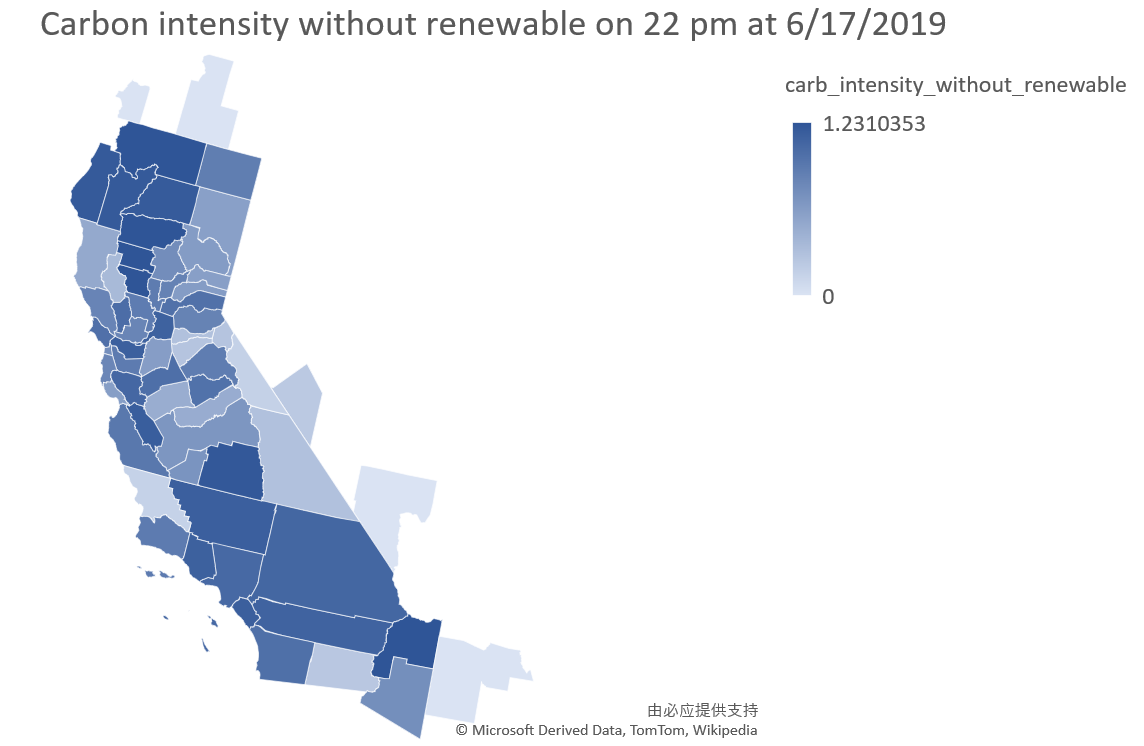 Carbon intensity without renewable on 22 pm at 6/17/2019
carb_intensity_without_renewable
1.2310353
0
由必应提供支持
© Microsoft Derived Data, TomTom, Wikipedia